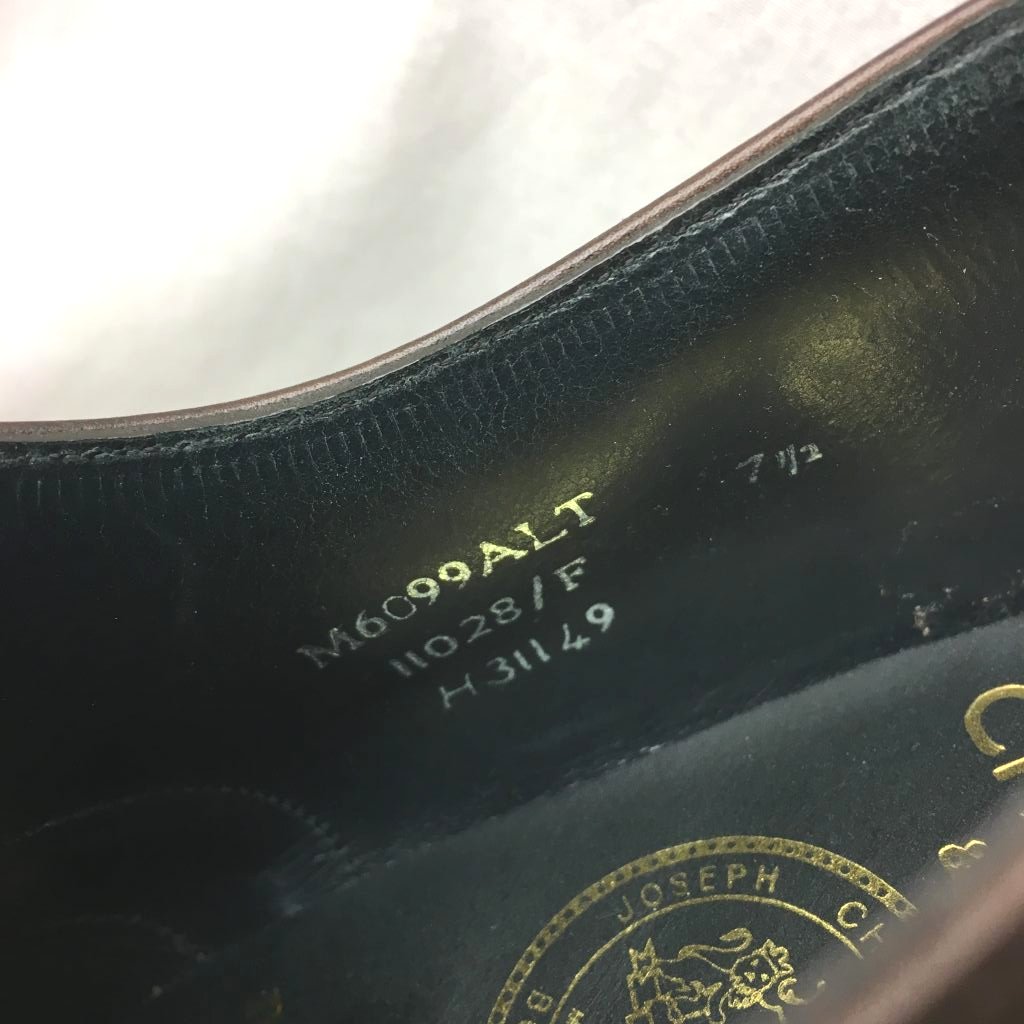 7 1/2
M6099ALT
11028/F
H31149
JOSEPH